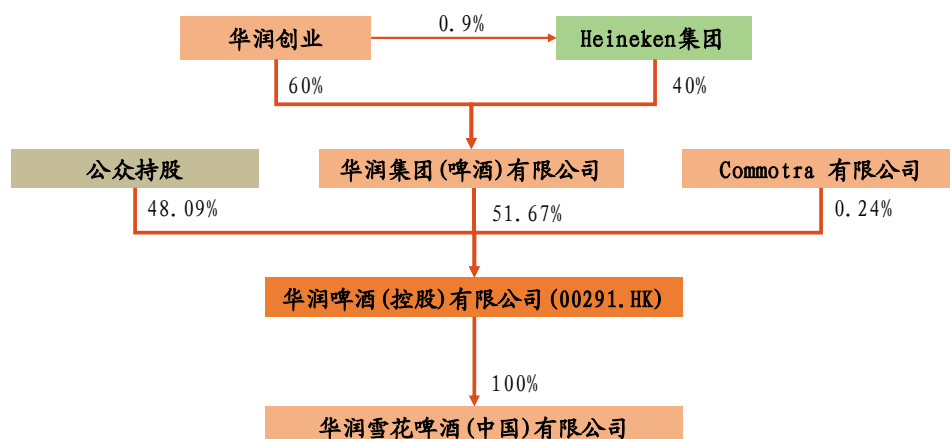 华润创业
0.9%
Heineken集团
60%
40%
公众持股
华润集团(啤酒)有限公司
Commotra 有限公司
48.09%
51.67%
0.24%
华润啤酒(控股)有限公司(00291.HK)
100%
华润雪花啤酒(中国)有限公司